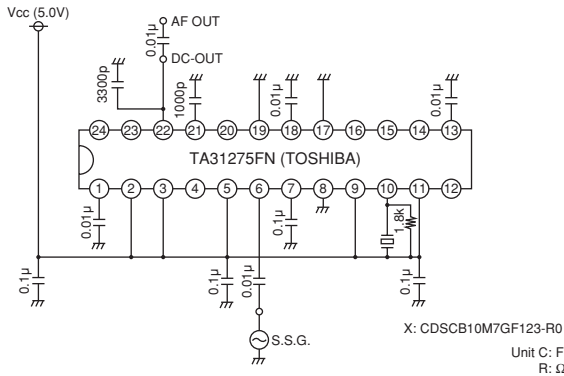 Vcc (5.0V)
AF OUT
0.01μ
DC-OUT
3300p
1000p
0.01μ
0.01μ
24 23 22 21 20 19 18 17 16 15 14 13
TA31275FN (TOSHIBA)
1 2 3 4 5 6 7 8 9 10 11 12
0.01μ
0.1μ
1.8k
0.1μ
0.1μ
0.01μ
0.1μ
S.S.G.
X: CDSCB10M7GF123-R0
Unit C: F
R: Ω